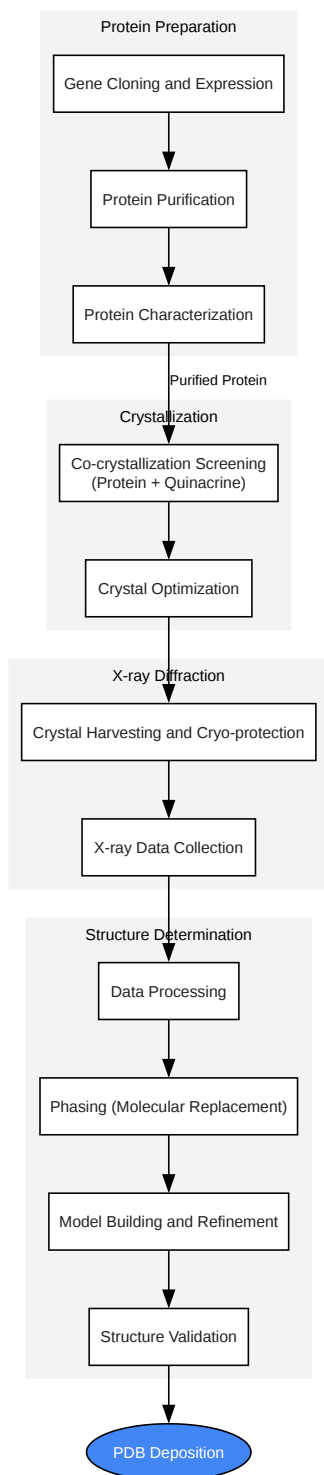 Protein Preparation
Gene Cloning and Expression
Protein Purification
Protein Characterization
Purified Protein
Crystallization
Co-crystallization Screening
(Protein + Quinacrine)
Crystal Optimization
X-ray Diffraction
Crystal Harvesting and Cryo-protection
X-ray Data Collection
Structure Determination
Data Processing
Phasing (Molecular Replacement)
Model Building and Refinement
Structure Validation
PDB Deposition